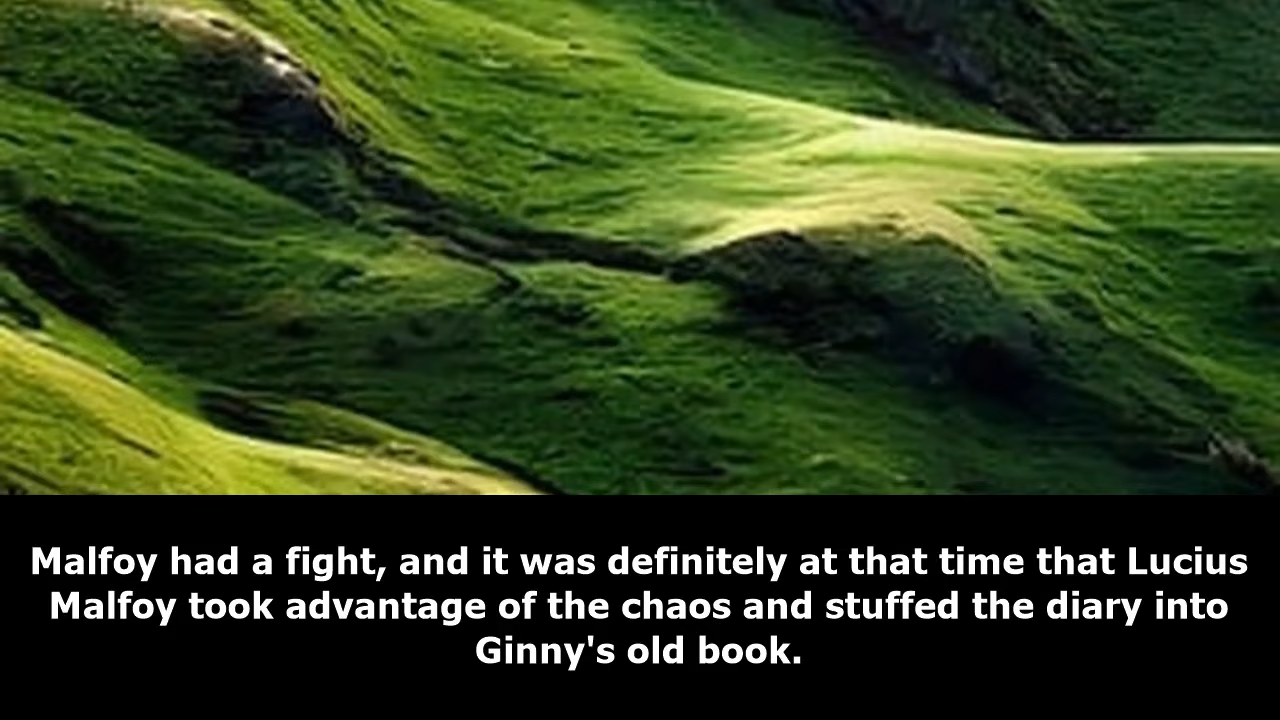 Malfoy had a fight, and it was definitely at that time that Lucius
Malfoy took advantage of the chaos and stuffed the diary into
Ginny's old book.